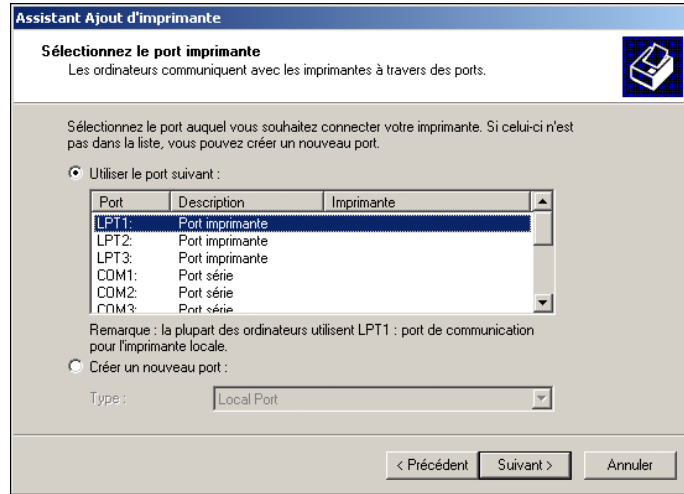 Assistant Ajout d'imprimante
Sélectionnez le port imprimante
Les ordinateurs communiquent avec les imprimantes à travers des ports.
Sélectionnez le port auquel vous souhaitez connecter votre imprimante. Si celui-ci n'est
pas dans la liste, vous pouvez créer un nouveau port.
Utiliser le port suivant :
Port Description Imprimante
LPT1: Port imprimante
LPT2: Port imprimante
LPT3: Port imprimante
COM1: Port série
COM2: Port série
COM3: Port série
Remarque : la plupart des ordinateurs utilisent LPT1 : port de communication
pour l'imprimante locale.
Créer un nouveau port :
Type : Local Port
< Précédent Suivant > Annuler